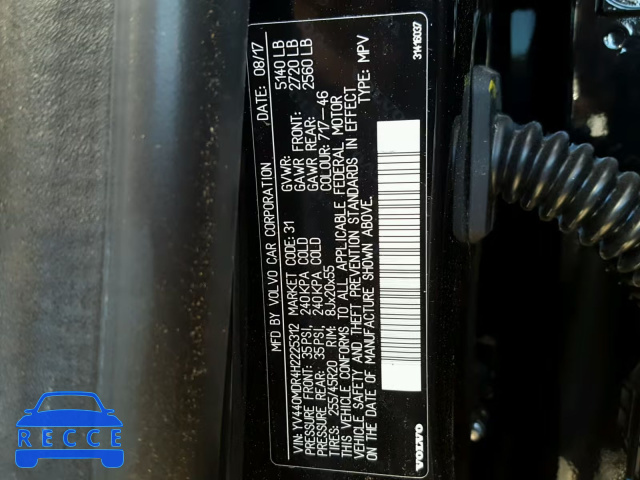 MFD BY VOLVO CAR CORPORATION DATE: 08/17
VIN: YV440MDR4H2225312 GVWR: 5140 LB
MARKET CODE: 31 GAWR FRONT: 2720 LB
PRESSURE FRONT: 35PSI, 240KPA COLD GAWR REAR: 2560 LB
PRESSURE REAR: 35PSI, 240KPA COLD COLOUR: 717--46
TIRES: 255/45R20 RIM: 8Jx20x55 TYPE: MPV
THIS VEHICLE CONFORMS TO ALL APPLICABLE FEDERAL MOTOR
VEHICLE SAFETY AND THEFT PREVENTION STANDARDS IN EFFECT
ON THE DATE OF MANUFACTURE SHOWN ABOVE.
VOLVO
31416037
RECCE